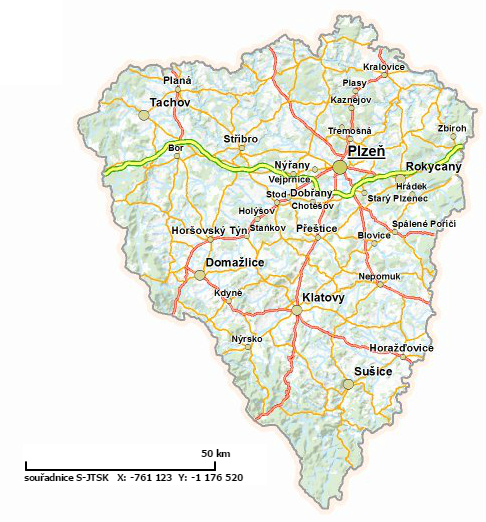 Kralovice
Planá
Plasy
Kaznějov
Tachov
Třemošná
Zbiroh
Stříbro
Bor
Plzeň
Nýřany
Rokycany
Vejprnice
Hrádek
Stod
Dobřany
Starý Plzenec
Chotěšov
Holýšov
Spálené Poříčí
Staňkov
Horšovský Týn
Přeštice
Blovice
Domažlice
Nepomuk
Kdyně
Klatovy
Nýrsko
Horažďovice
Sušice
50 km
souřadnice S-JTSK X: -761 123 Y: -1 176 520